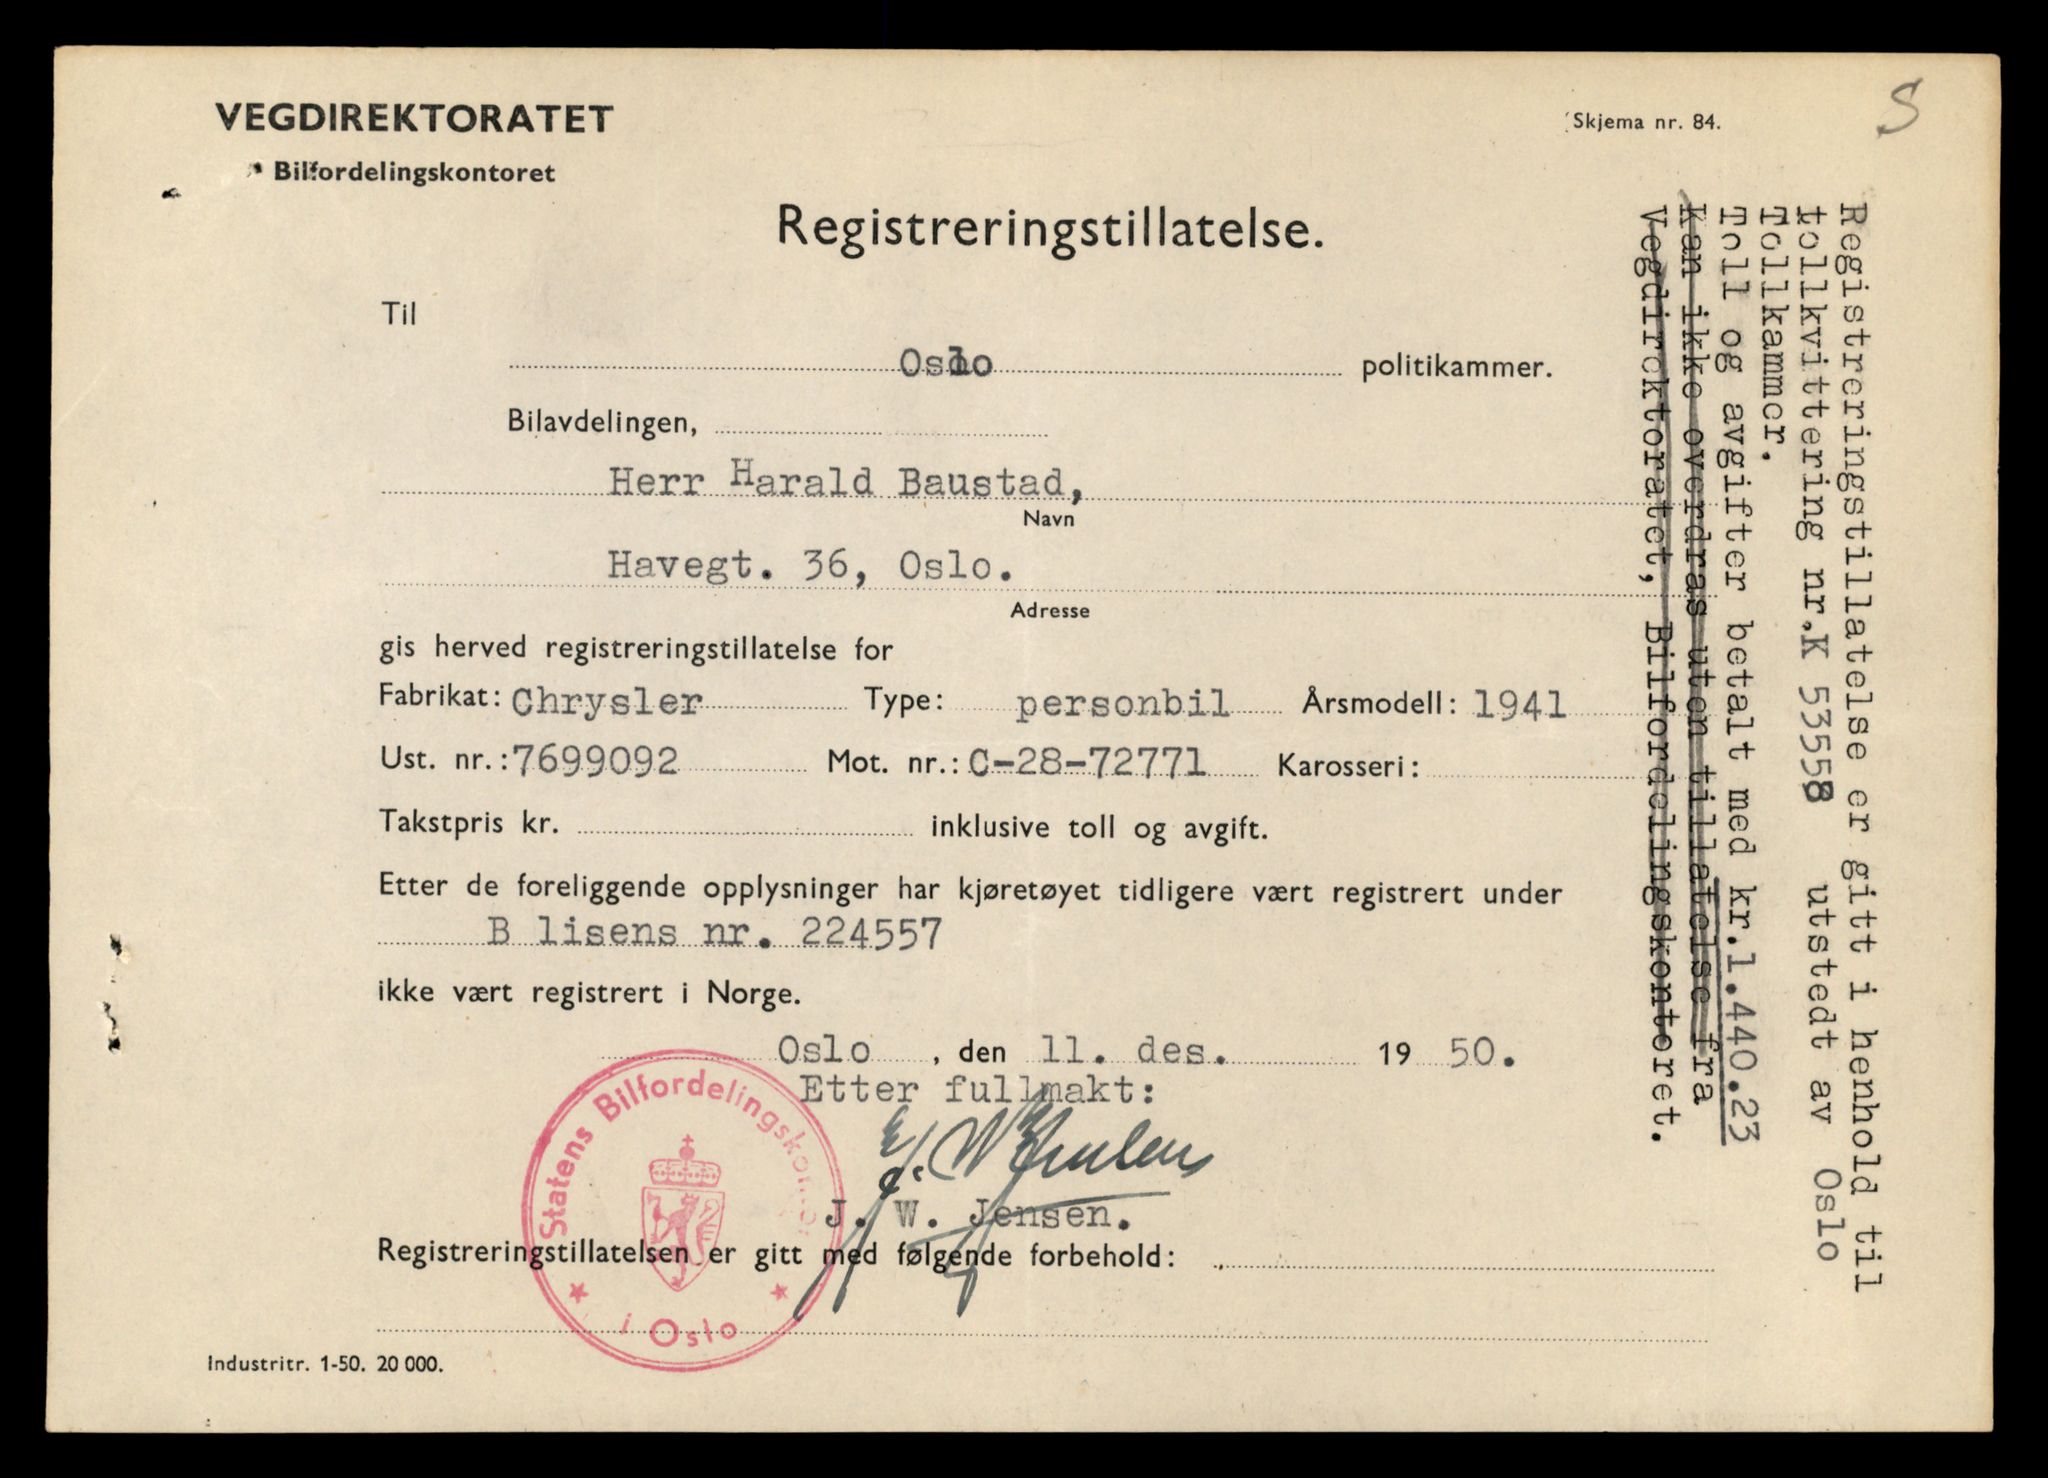 VEGDIREKTORATET
Bilfordelingskontoret
Skjema nr. 84.
S
Registreringstillatelse.
Til
Oslo politikammer.
Bilavdelingen,
Herr Harald Baustad,
Navn
Havegt. 36, Oslo.
Adresse
gis herved registreringstillatelse for
Fabrikat: Chrysler Type: personbil Årsmodell: 1941
Ust. nr.: 7699092 Mot. nr.: C-28-72771 Karosseri:
Takstpris kr. inklusive toll og avgift.
Etter de foreliggende opplysninger har kjøretøyet tidligere vært registrert under
B lisens nr. 224557
ikke vært registrert i Norge.
Oslo, den 11. des. 1950.
Etter fullmakt:
J. W. Jensen
J. W. Jensen.
Statens Bilfordelingskontor
i Oslo
Registreringstillatelsen er gitt med følgende forbehold:
Industritr. 1-50. 20 000.
Registreringstillatelse er gitt i henhold til
tollkvittering nr.K 53558 utstedt av Oslo
Tollkammer.
Toll og avgifter betalt med kr.1.440.23
Kan ikke overdras uten tillatelse fra
Vegdirektoratet, Bilfordelingskontoret.